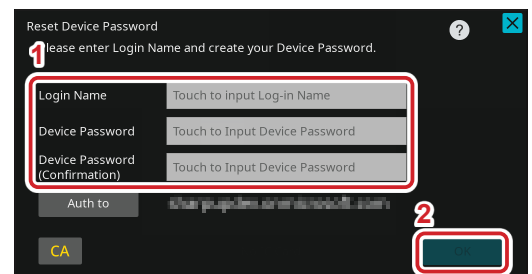 Reset Device Password
?
1
Please enter Login Name and create your Device Password.
Login Name
Touch to input Log-in Name
Device Password
Touch to Input Device Password
Device Password
(Confirmation)
Touch to Input Device Password
Auth to
2
CA
OK